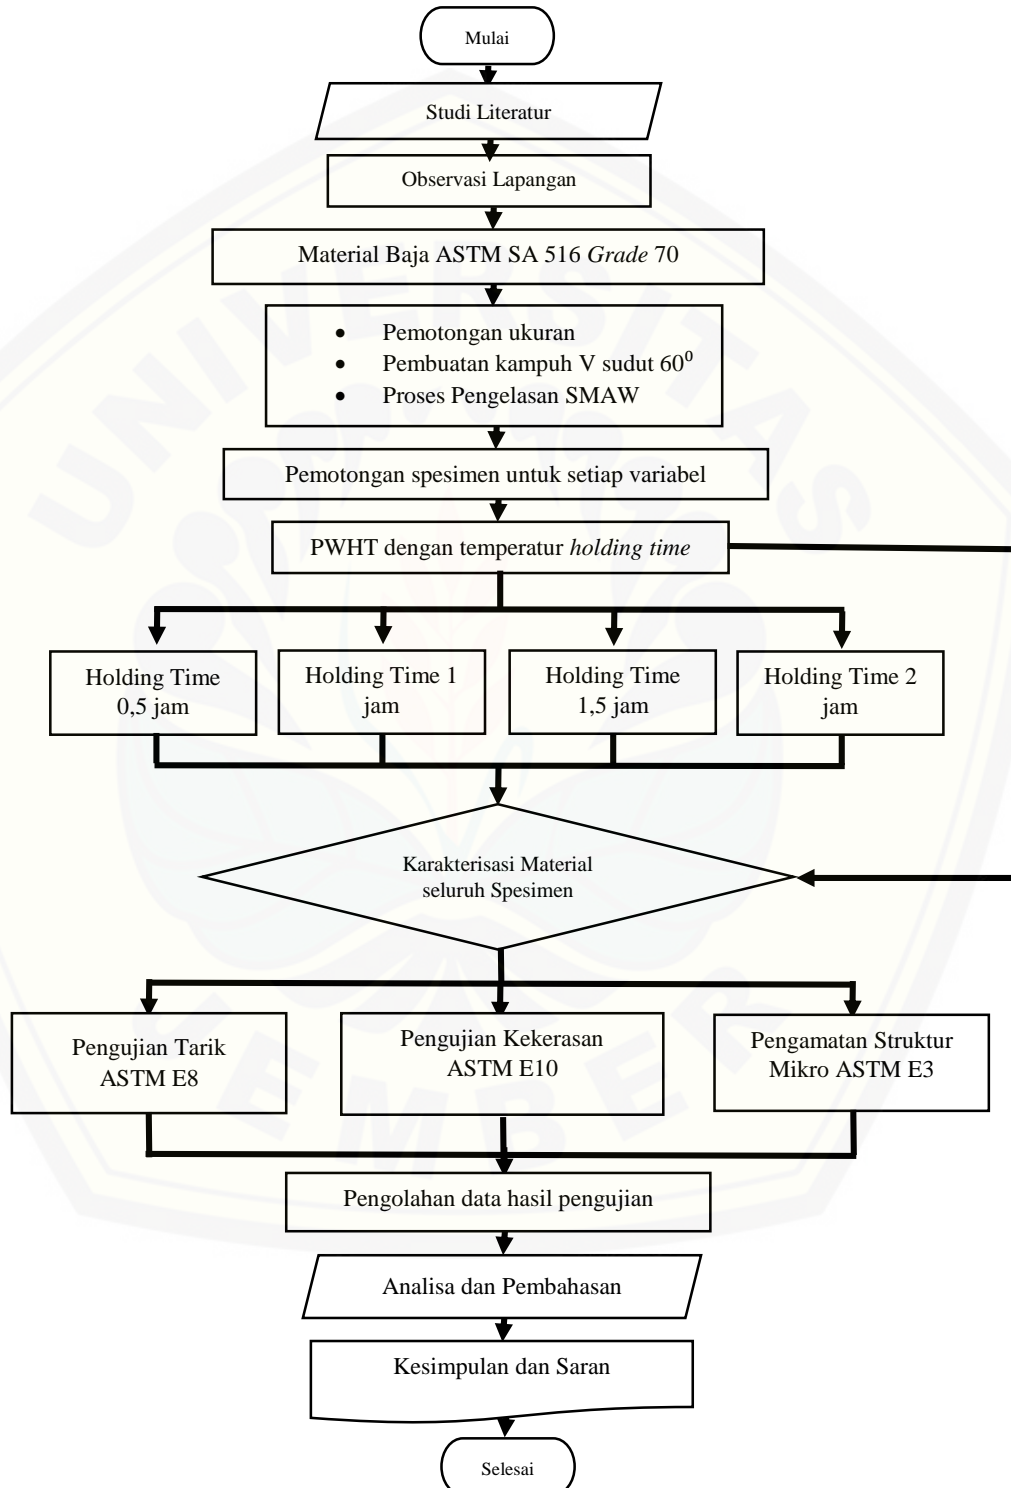 Mulai
Studi Literatur
Observasi Lapangan
Material Baja ASTM SA 516 Grade 70
• Pemotongan ukuran
• Pembuatan kampuh V sudut 60⁰
• Proses Pengelasan SMAW
Pemotongan spesimen untuk setiap variabel
PWHT dengan temperatur holding time
Holding Time
0,5 jam
Holding Time 1
jam
Holding Time
1,5 jam
Holding Time 2
jam
Karakterisasi Material
seluruh Spesimen
Pengujian Tarik
ASTM E8
Pengujian Kekerasan
ASTM E10
Pengamatan Struktur
Mikro ASTM E3
Pengolahan data hasil pengujian
Analisa dan Pembahasan
Kesimpulan dan Saran
Selesai
UNIVERSITAS
JEMBER